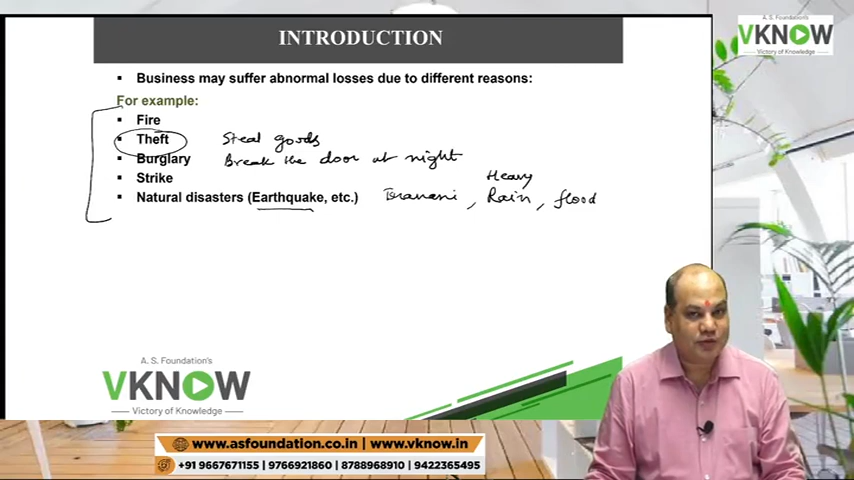 INTRODUCTION
A. S. Foundation's
VKNOW
Victory of Knowledge
Business may suffer abnormal losses due to different reasons:
For example:
Fire
Theft Steal goods
Burglary Break the door at night
Strike
Heavy
Natural disasters (Earthquake, etc.) , Rain, flood
A. S. Foundation's
VKNOW
Victory of Knowledge
www.asfoundation.co.in | www.vknow.in
+91 9667671155 | 9766921860 | 8788968910 | 9422365495